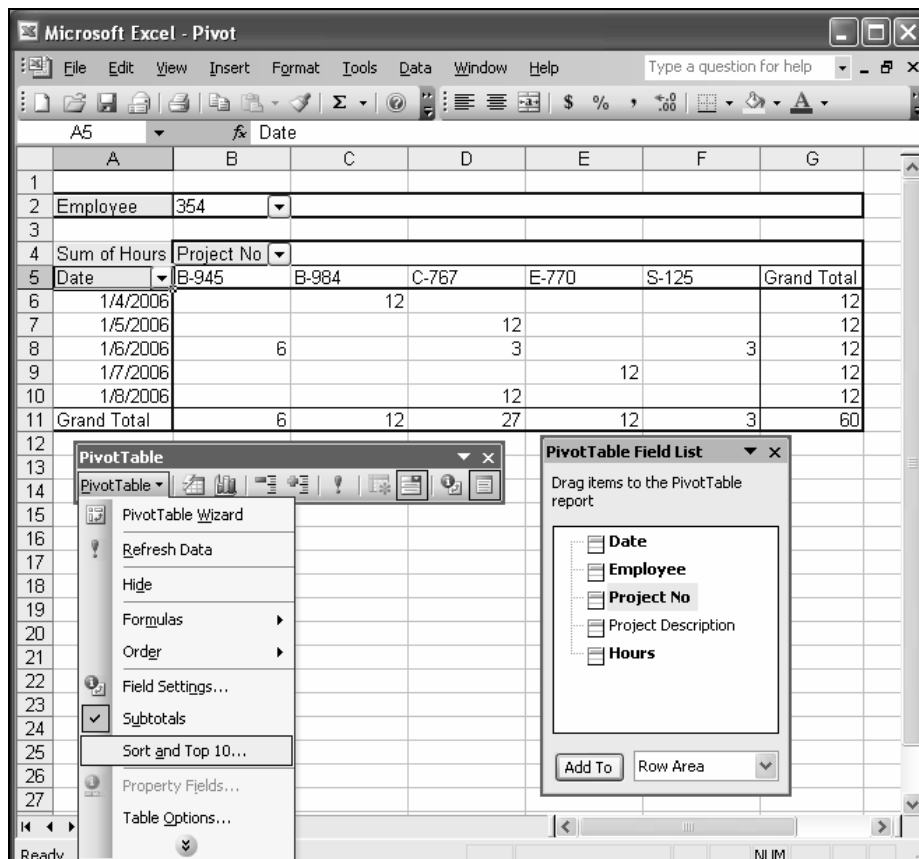 Microsoft Excel - Pivot
File Edit View Insert Format Tools Data Window Help Type a question for help
Σ $ % , .00
A5 fx Date
A B C D E F G
1
2 Employee 354
3
4 Sum of Hours Project No
5 Date B-945 B-984 C-767 E-770 S-125 Grand Total
6 1/4/2006 12 12
7 1/5/2006 12 12
8 1/6/2006 6 3 3 12
9 1/7/2006 12 12
10 1/8/2006 12 12
11 Grand Total 6 12 27 12 3 60
12
13 PivotTable PivotTable Field List
14 PivotTable Drag items to the PivotTable
report
15 PivotTable Wizard
16 Refresh Data Date
17
18 Hide Employee
19 Formulas Project No
20 Project Description
21 Order Hours
22 Field Settings...
23
24 Subtotals
25 Sort and Top 10...
26 Property Fields... Add To Row Area
27 Table Options...
Ready NUM